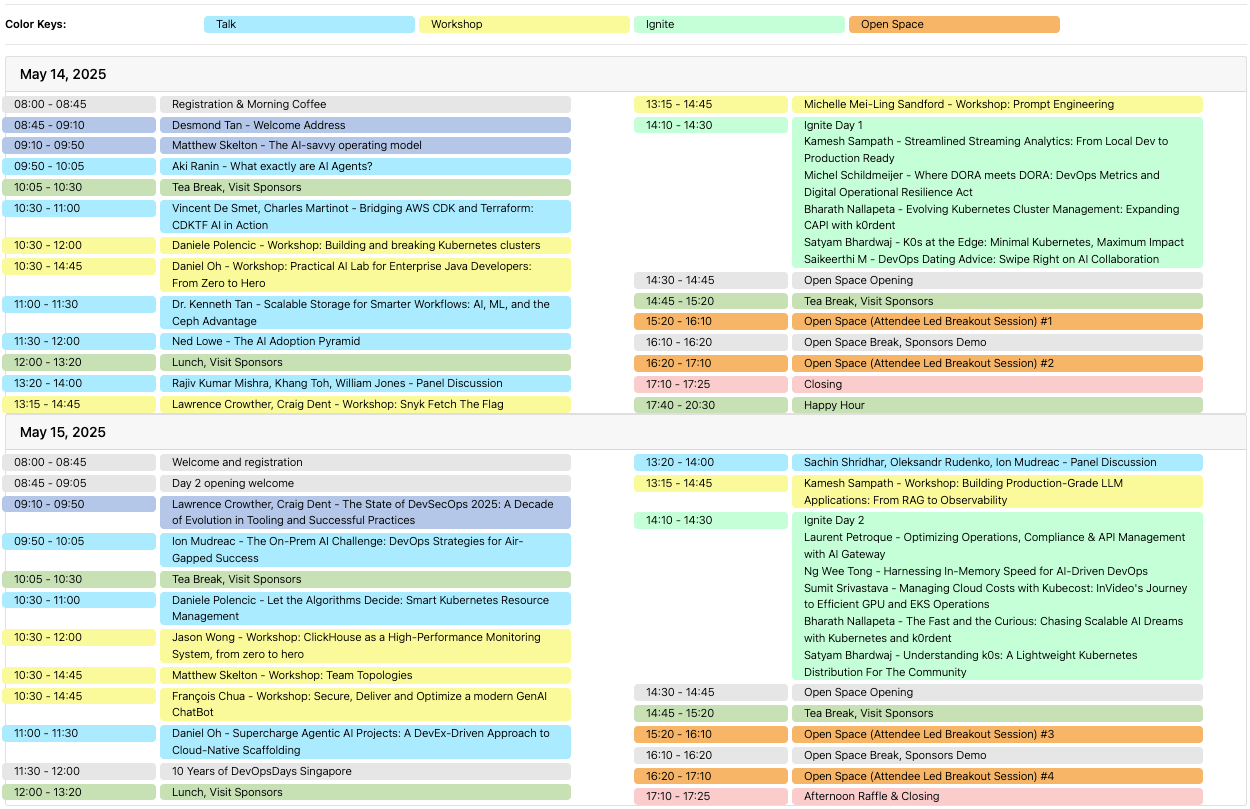 Color Keys:
Talk
Workshop
Ignite
Open Space
May 14, 2025
08:00 - 08:45
Registration & Morning Coffee
08:45 - 09:10
Desmond Tan - Welcome Address
09:10 - 09:50
Matthew Skelton - The AI-savvy operating model
09:50 - 10:05
Aki Ranin - What exactly are AI Agents?
10:05 - 10:30
Tea Break, Visit Sponsors
10:30 - 11:00
Vincent De Smet, Charles Martinot - Bridging AWS CDK and Terraform:
CDKTF AI in Action
10:30 - 12:00
Daniele Polencic - Workshop: Building and breaking Kubernetes clusters
10:30 - 14:45
Daniel Oh - Workshop: Practical AI Lab for Enterprise Java Developers:
From Zero to Hero
11:00 - 11:30
Dr. Kenneth Tan - Scalable Storage for Smarter Workflows: AI, ML, and the
Ceph Advantage
11:30 - 12:00
Ned Lowe - The AI Adoption Pyramid
12:00 - 13:20
Lunch, Visit Sponsors
13:20 - 14:00
Rajiv Kumar Mishra, Khang Toh, William Jones - Panel Discussion
13:15 - 14:45
Lawrence Crowther, Craig Dent - Workshop: Snyk Fetch The Flag
13:15 - 14:45
Michelle Mei-Ling Sandford - Workshop: Prompt Engineering
14:10 - 14:30
Ignite Day 1
Kamesh Sampath - Streamlined Streaming Analytics: From Local Dev to
Production Ready
Michel Schildmeijer - Where DORA meets DORA: DevOps Metrics and
Digital Operational Resilience Act
Bharath Nallapeta - Evolving Kubernetes Cluster Management: Expanding
CAPI with k0rdent
Satyam Bhardwaj - K0s at the Edge: Minimal Kubernetes, Maximum Impact
Saikeerthi M - DevOps Dating Advice: Swipe Right on AI Collaboration
14:30 - 14:45
Open Space Opening
14:45 - 15:20
Tea Break, Visit Sponsors
15:20 - 16:10
Open Space (Attendee Led Breakout Session) #1
16:10 - 16:20
Open Space Break, Sponsors Demo
16:20 - 17:10
Open Space (Attendee Led Breakout Session) #2
17:10 - 17:25
Closing
17:40 - 20:30
Happy Hour
May 15, 2025
08:00 - 08:45
Welcome and registration
08:45 - 09:05
Day 2 opening welcome
09:10 - 09:50
Lawrence Crowther, Craig Dent - The State of DevSecOps 2025: A Decade
of Evolution in Tooling and Successful Practices
09:50 - 10:05
Ion Mudreac - The On-Prem AI Challenge: DevOps Strategies for Air-
Gapped Success
10:05 - 10:30
Tea Break, Visit Sponsors
10:30 - 11:00
Daniele Polencic - Let the Algorithms Decide: Smart Kubernetes Resource
Management
10:30 - 12:00
Jason Wong - Workshop: ClickHouse as a High-Performance Monitoring
System, from zero to hero
10:30 - 14:45
Matthew Skelton - Workshop: Team Topologies
10:30 - 14:45
François Chua - Workshop: Secure, Deliver and Optimize a modern GenAI
ChatBot
11:00 - 11:30
Daniel Oh - Supercharge Agentic AI Projects: A DevEx-Driven Approach to
Cloud-Native Scaffolding
11:30 - 12:00
10 Years of DevOpsDays Singapore
12:00 - 13:20
Lunch, Visit Sponsors
13:20 - 14:00
Sachin Shridhar, Oleksandr Rudenko, Ion Mudreac - Panel Discussion
13:15 - 14:45
Kamesh Sampath - Workshop: Building Production-Grade LLM
Applications: From RAG to Observability
14:10 - 14:30
Ignite Day 2
Laurent Petroque - Optimizing Operations, Compliance & API Management
with AI Gateway
Ng Wee Tong - Harnessing In-Memory Speed for AI-Driven DevOps
Sumit Srivastava - Managing Cloud Costs with Kubecost: InVideo's Journey
to Efficient GPU and EKS Operations
Bharath Nallapeta - The Fast and the Curious: Chasing Scalable AI Dreams
with Kubernetes and k0rdent
Satyam Bhardwaj - Understanding k0s: A Lightweight Kubernetes
Distribution For The Community
14:30 - 14:45
Open Space Opening
14:45 - 15:20
Tea Break, Visit Sponsors
15:20 - 16:10
Open Space (Attendee Led Breakout Session) #3
16:10 - 16:20
Open Space Break, Sponsors Demo
16:20 - 17:10
Open Space (Attendee Led Breakout Session) #4
17:10 - 17:25
Afternoon Raffle & Closing